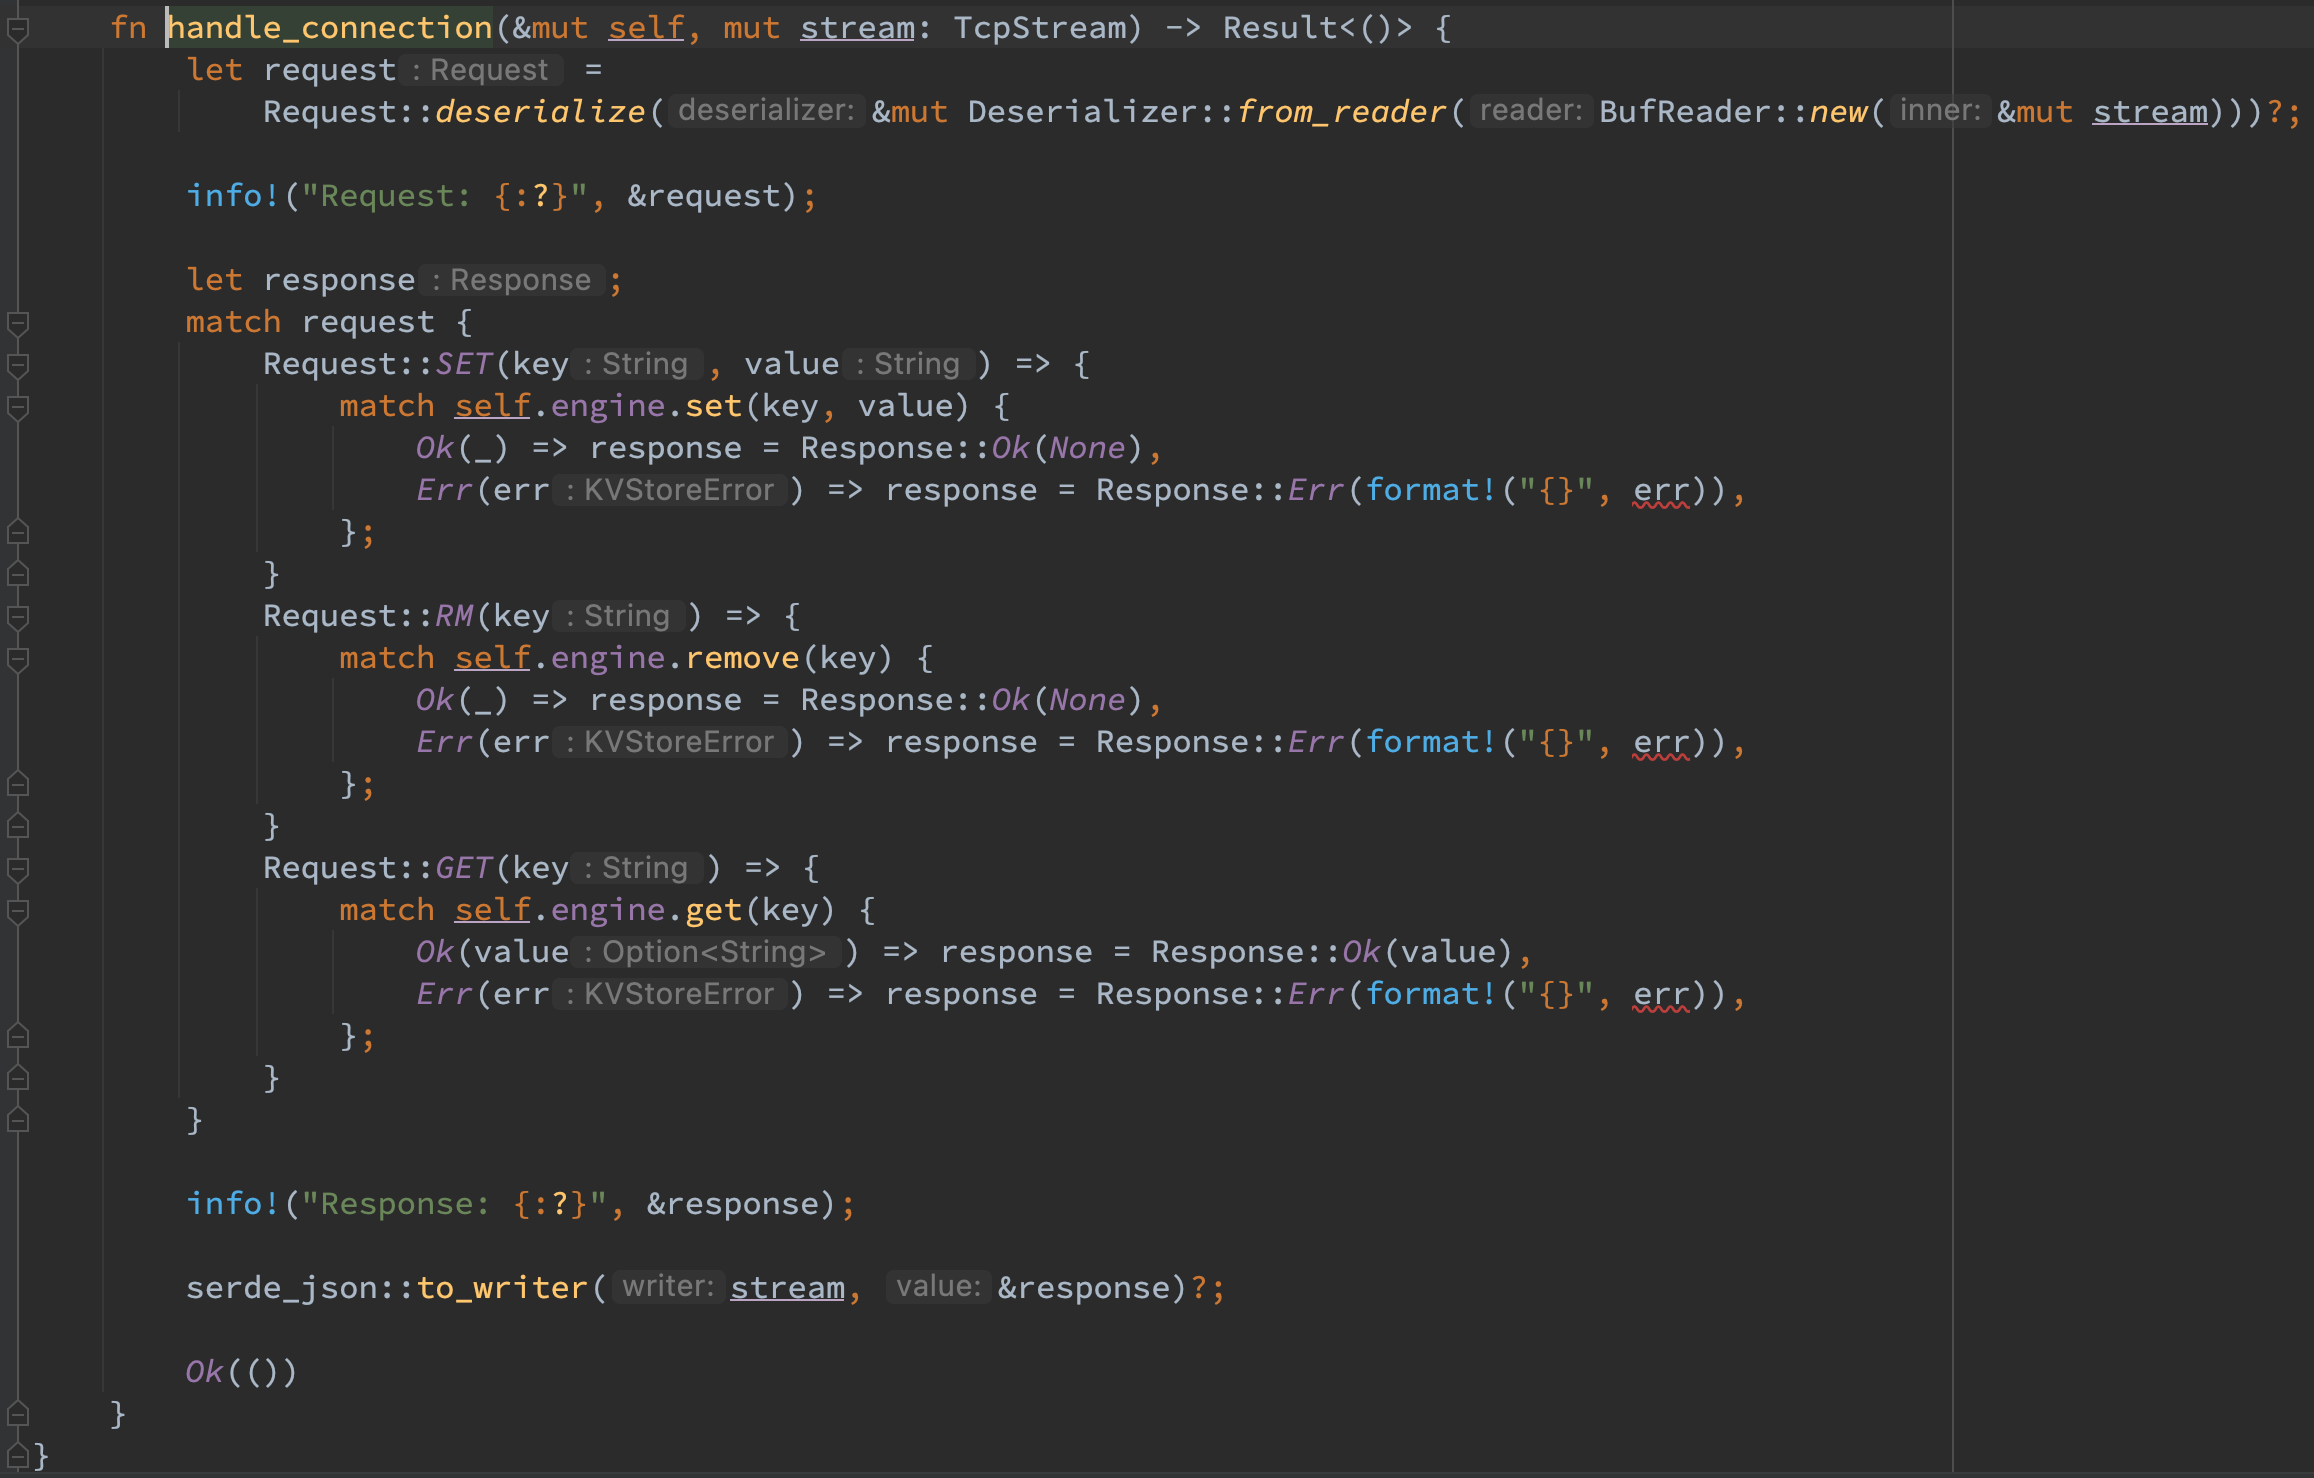 fn handle_connection(&mut self, mut stream: TcpStream) -> Result<()> {
let request : Request =
Request::deserialize( deserializer: &mut Deserializer::from_reader( reader: BufReader::new( inner: &mut stream)))?;
info!("Request: {:?}", &request);
let response : Response ;
match request {
Request::SET(key : String , value : String ) => {
match self.engine.set(key, value) {
Ok(_) => response = Response::Ok(None),
Err(err : KVStoreError ) => response = Response::Err(format!("{}", err)),
};
}
Request::RM(key : String ) => {
match self.engine.remove(key) {
Ok(_) => response = Response::Ok(None),
Err(err : KVStoreError ) => response = Response::Err(format!("{}", err)),
};
}
Request::GET(key : String ) => {
match self.engine.get(key) {
Ok(value : Option<String> ) => response = Response::Ok(value),
Err(err : KVStoreError ) => response = Response::Err(format!("{}", err)),
};
}
}
info!("Response: {:?}", &response);
serde_json::to_writer( writer: stream, value: &response)?;
Ok(())
}
}